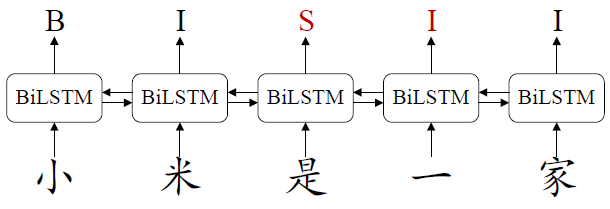 B I S I I
BiLSTM BiLSTM BiLSTM BiLSTM BiLSTM
小 米 是 一 家